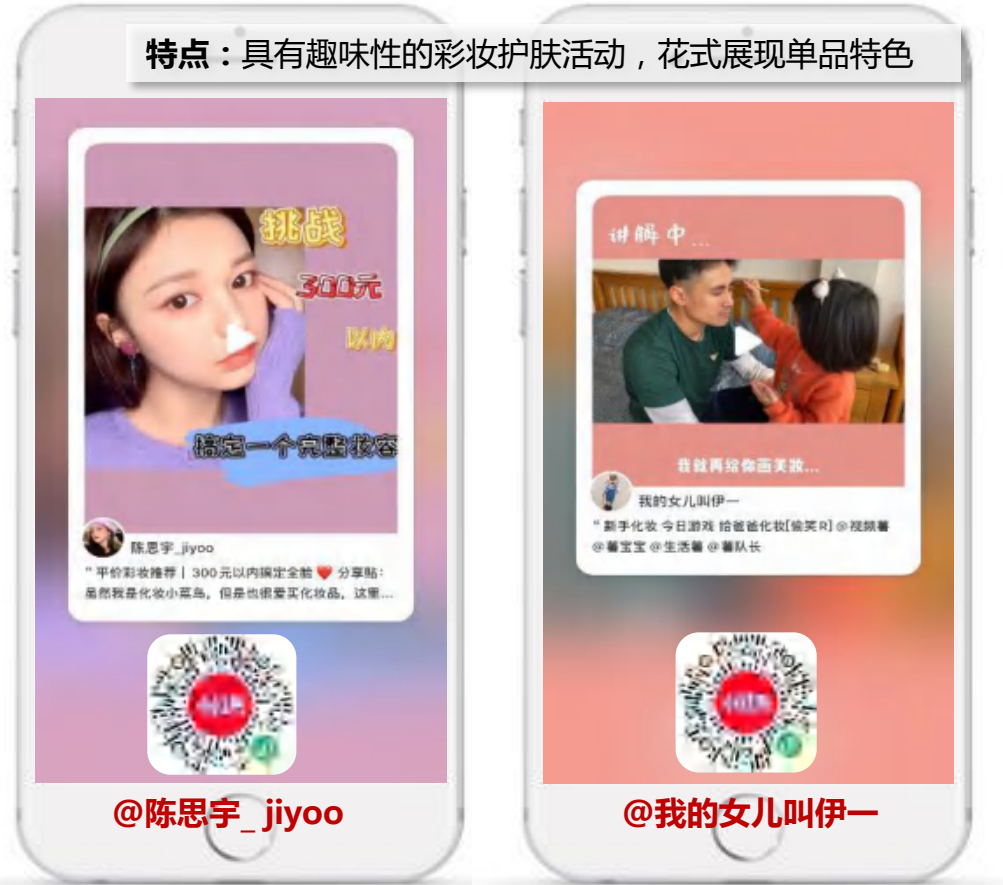 特点：具有趣味性的彩妆护肤活动，花式展现单品特色
挑战
300元
以内
搞定一个完整妆容
陈思宇_jiyoo
“平价彩妆推荐｜300元以内搞定全脸❤️ 分享贴：
虽然我是化妆小菜鸟，但是也很爱买化妆品，这里...
@陈思宇_ jiyoo
讲解中...
我就再给你画美妆...
我的女儿叫伊一
“新手化妆 今日游戏 给爸爸化妆[偷笑R]@视频薯
@薯宝宝 @生活薯 @薯队长
@我的女儿叫伊一